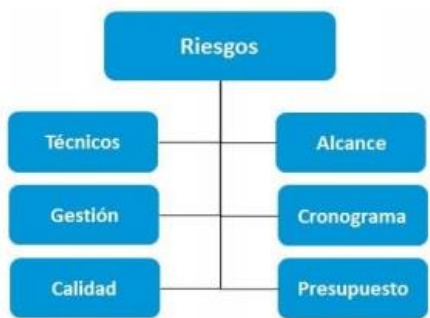 Riesgos
Técnicos
Alcance
Gestión
Cronograma
Calidad
Presupuesto